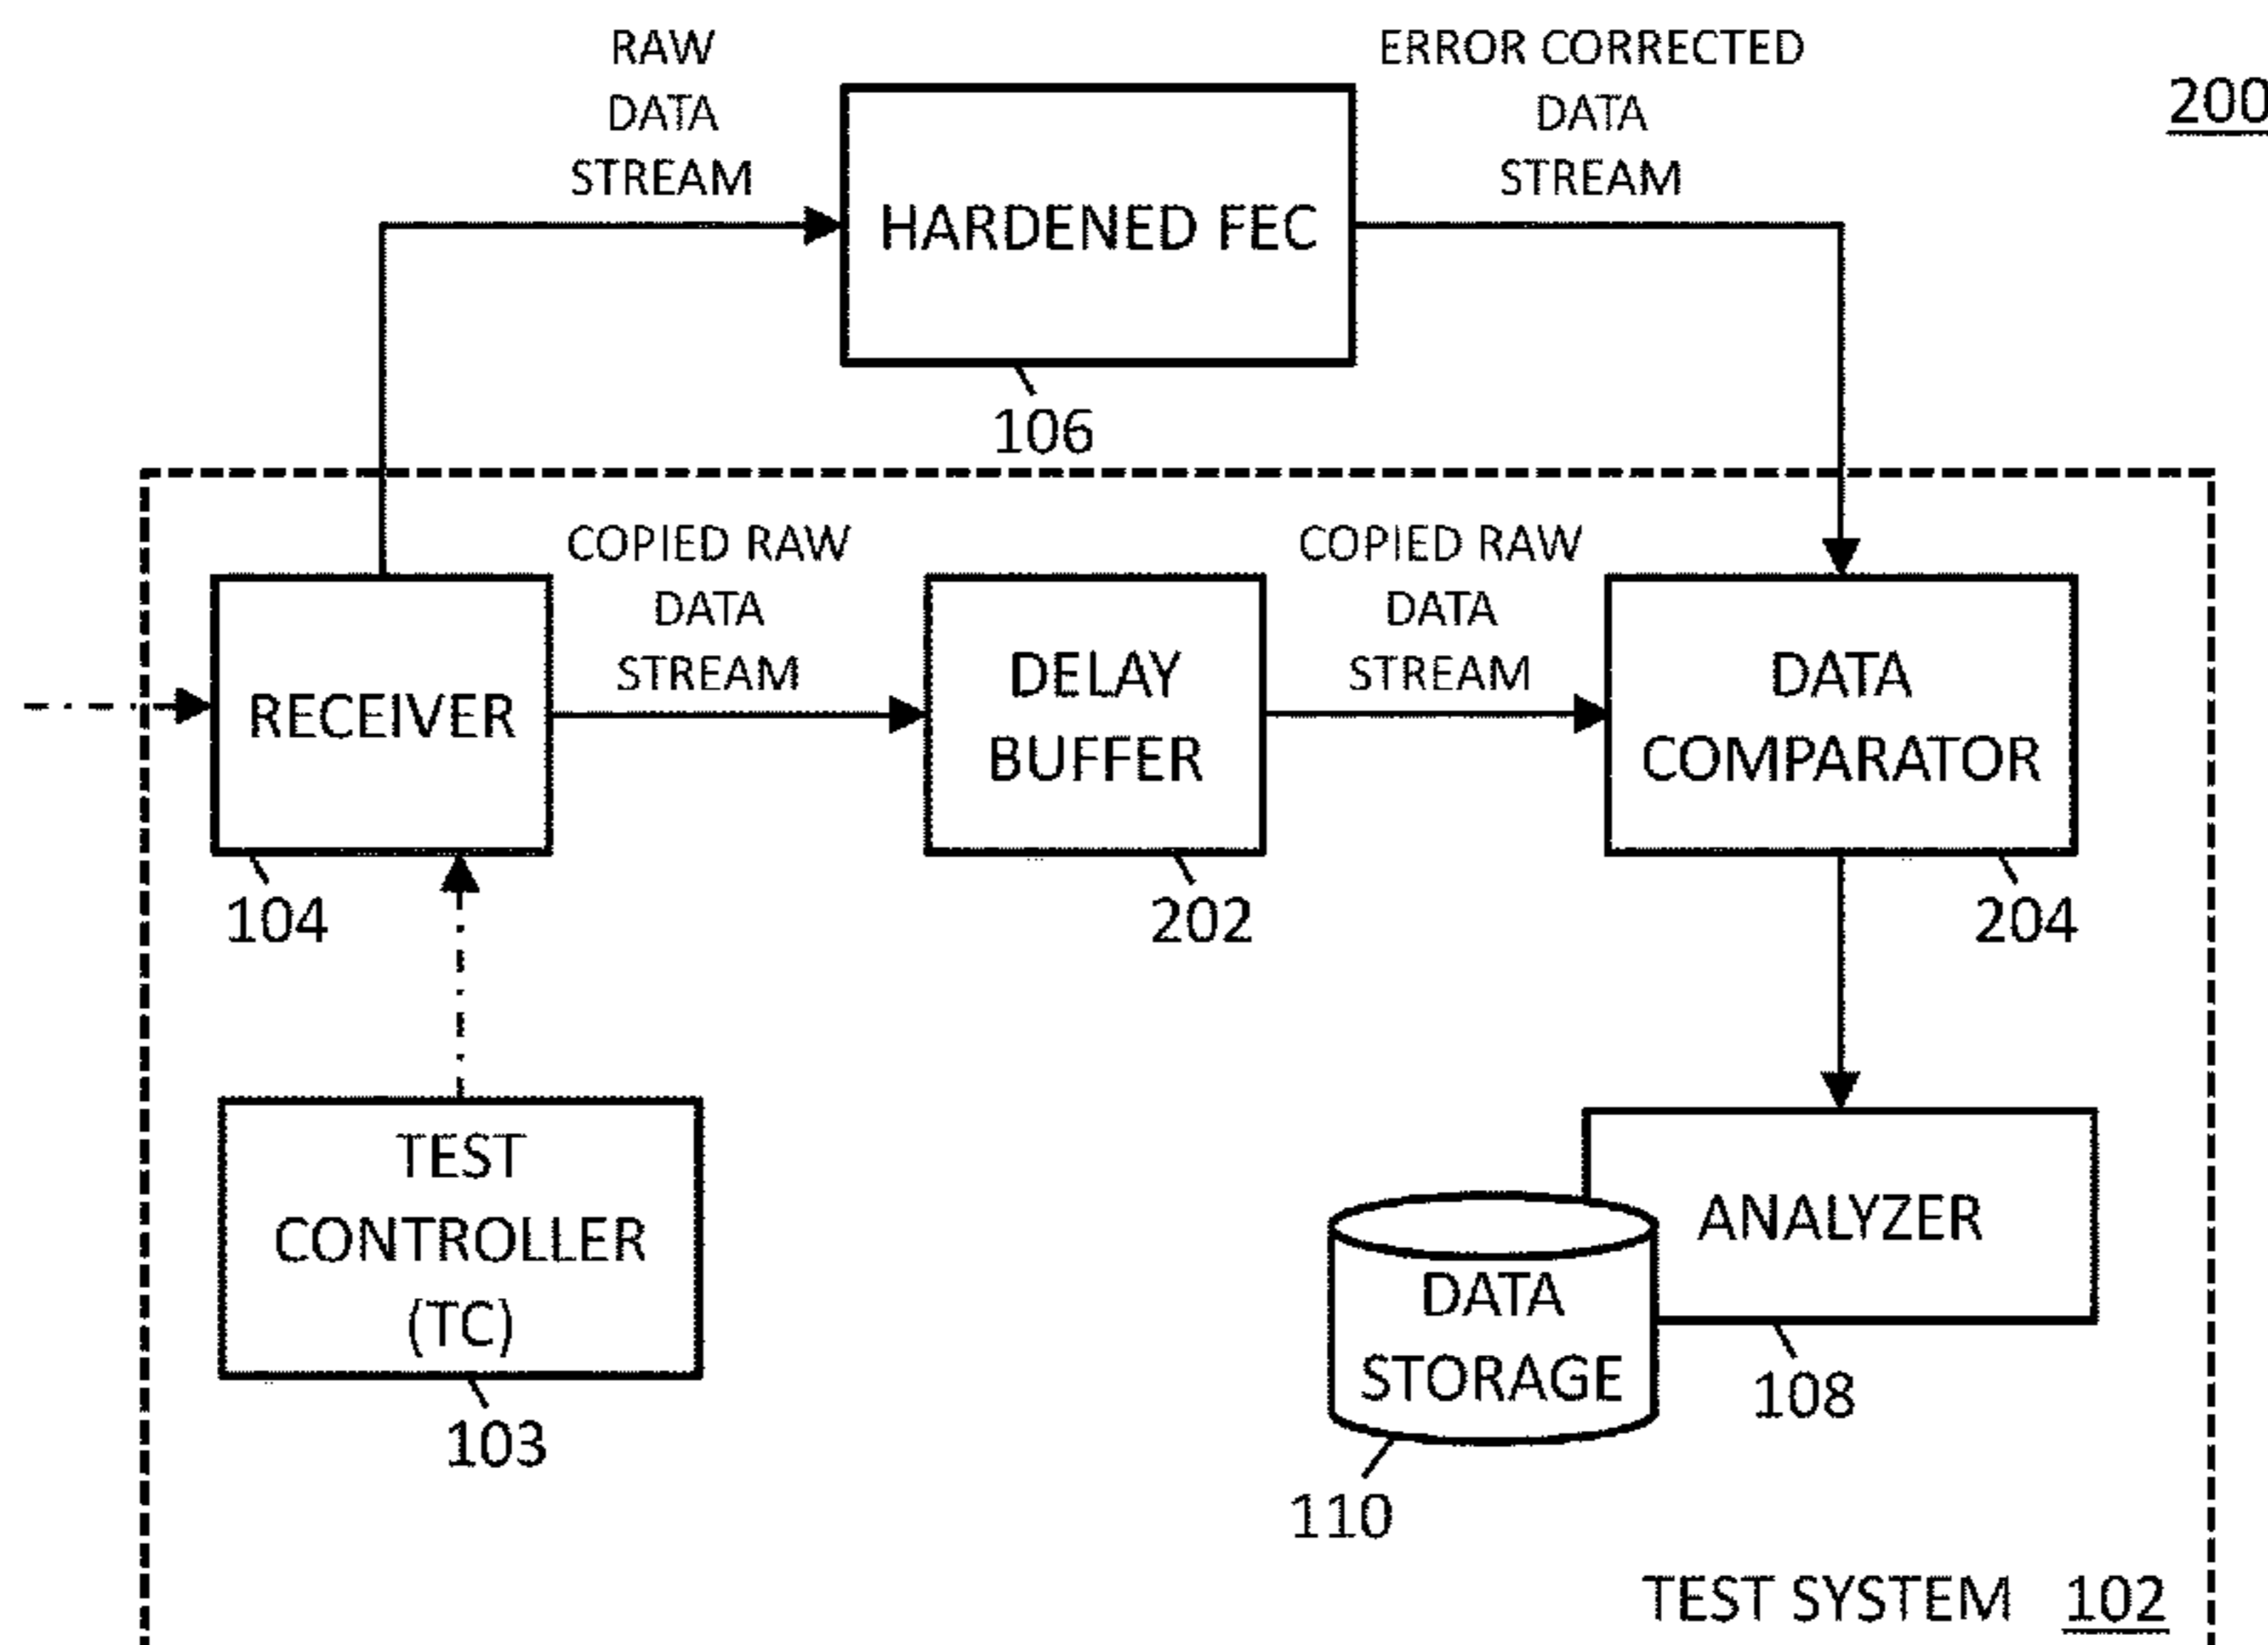 RAW
DATA
STREAM
ERROR CORRECTED
DATA
STREAM
200
HARDENED FEC
106
COPIED RAW
DATA
STREAM
COPIED RAW
DATA
STREAM
RECEIVER
104
DELAY
BUFFER
202
DATA
COMPARATOR
204
TEST
CONTROLLER
(TC)
103
ANALYZER
108
DATA
STORAGE
110
TEST SYSTEM 102